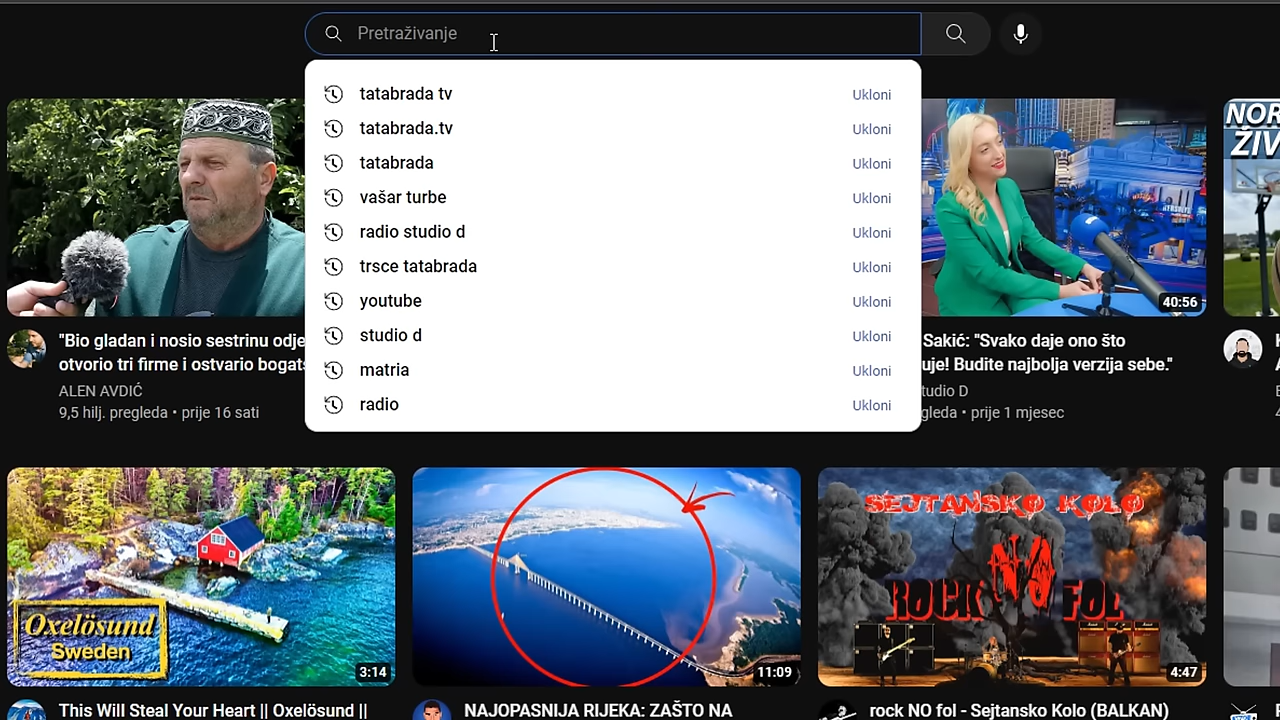 Pretraživanje
tatabrada tv Ukloni
tatabrada.tv Ukloni
tatabrada Ukloni
vašar turbe Ukloni
radio studio d Ukloni
trsce tatabrada Ukloni
youtube Ukloni
studio d Ukloni
matria Ukloni
radio Ukloni
NOR
ŽIV
40:56
"Bio gladan i nosio sestrinu odje
otvorio tri firme i ostvario bogats
ALEN AVDIĆ
9,5 hilj. pregleda • prije 16 sati
Sakić: "Svako daje ono što
uje! Budite najbolja verzija sebe."
tudio D
gleda • prije 1 mjesec
Oxelösund
Sweden
3:14
11:09
SEJTANSKO KOLO
NO
ROCK FOL
4:47
This Will Steal Your Heart || Oxelösund ||
NAJOPASNIJA RIJEKA: ZAŠTO NA
rock NO fol - Sejtansko Kolo (BALKAN)